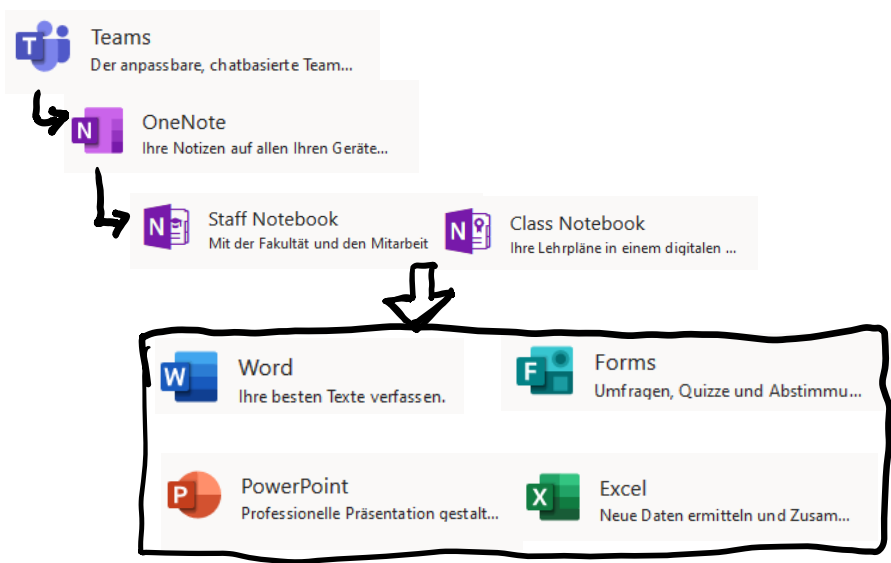 T
Teams
Der anpassbare, chatbasierte Team...
N
OneNote
Ihre Notizen auf allen Ihren Geräte...
N
Staff Notebook
Mit der Fakultät und den Mitarbeit
N
Class Notebook
Ihre Lehrpläne in einem digitalen ...
W
Word
Ihre besten Texte verfassen.
F
Forms
Umfragen, Quizze und Abstimmu...
P
PowerPoint
Professionelle Präsentation gestalt...
X
Excel
Neue Daten ermitteln und Zusam...